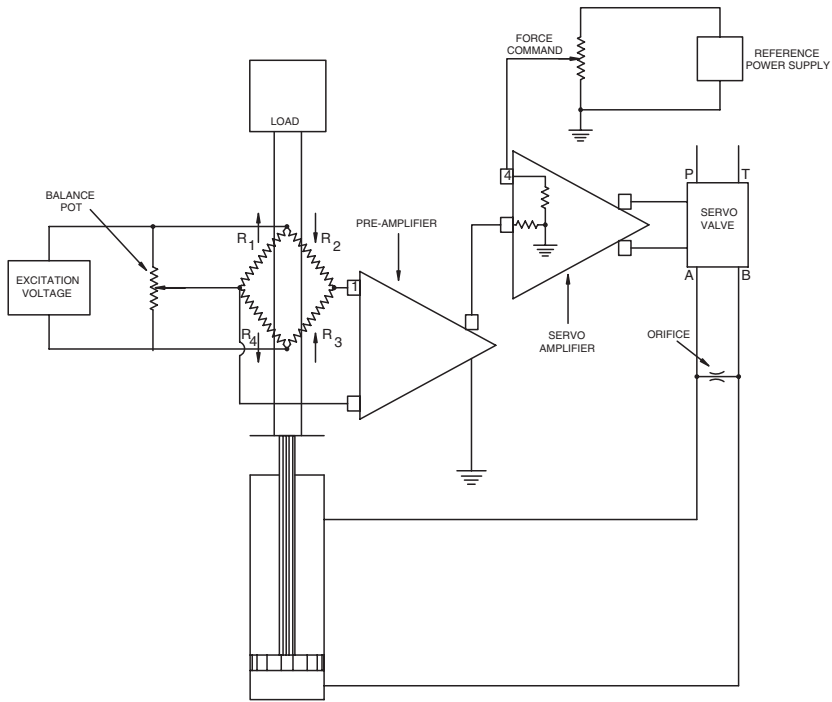 FORCE
COMMAND
REFERENCE
POWER SUPPLY
LOAD
P
T
4
BALANCE
POT
SERVO
VALVE
PRE-AMPLIFIER
R1
R2
EXCITATION
VOLTAGE
1
A
B
SERVO
AMPLIFIER
ORIFICE
R4
R3